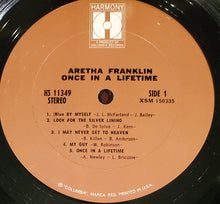 HARMONY
A PRODUCT OF
COLUMBIA RECORDS
ARETHA FRANKLIN
ONCE IN A LIFETIME
HS 11349
STEREO
SIDE 1
XSM 150335
1. (Blue) BY MYSELF - J. L. McFarland - J. Bailey-
2. LOOK FOR THE SILVER LINING
- B. De Sylva - J. Kern -
3. I MAY NEVER GET TO HEAVEN
- B. Killen - B. Anderson -
4. MY GUY - W. Robinson -
5. ONCE IN A LIFETIME
- A. Newley - L. Bricusse -
® "COLUMBIA", MARCA REG. PRINTED IN U.S.A.